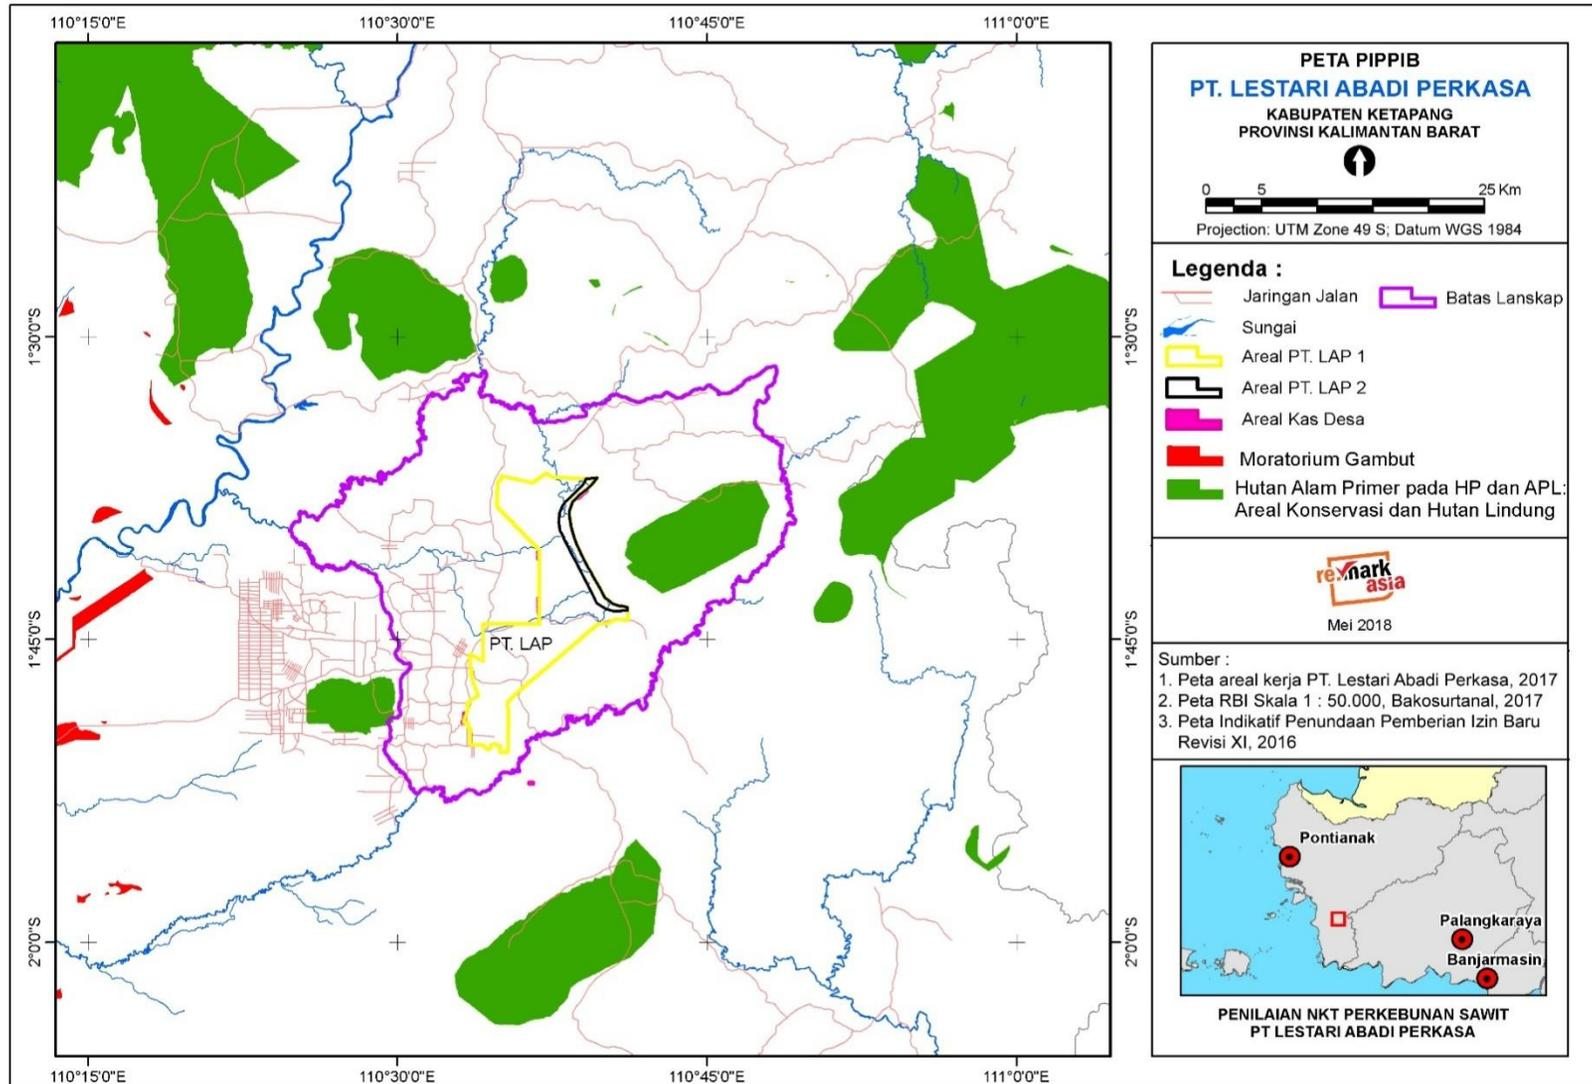 110°15'0"E 110°30'0"E 110°45'0"E 111°0'0"E
1°30'0"S
1°45'0"S
2°0'0"S
PT. LAP
1°30'0"S
1°45'0"S
2°0'0"S
110°15'0"E 110°30'0"E 110°45'0"E 111°0'0"E
PETA PIPPIB
PT. LESTARI ABADI PERKASA
KABUPATEN KETAPANG
PROVINSI KALIMANTAN BARAT
0 5 25 Km
Projection: UTM Zone 49 S; Datum WGS 1984
Legenda :
Jaringan Jalan Batas Lanskap
Sungai
Areal PT. LAP 1
Areal PT. LAP 2
Areal Kas Desa
Moratorium Gambut
Hutan Alam Primer pada HP dan APL:
Areal Konservasi dan Hutan Lindung
re.mark
asia
Mei 2018
Sumber :
1. Peta areal kerja PT. Lestari Abadi Perkasa, 2017
2. Peta RBI Skala 1 : 50.000, Bakosurtanal, 2017
3. Peta Indikatif Penundaan Pemberian Izin Baru
Revisi XI, 2016
Pontianak
Palangkaraya
Banjarmasin
PENILAIAN NKT PERKEBUNAN SAWIT
PT LESTARI ABADI PERKASA